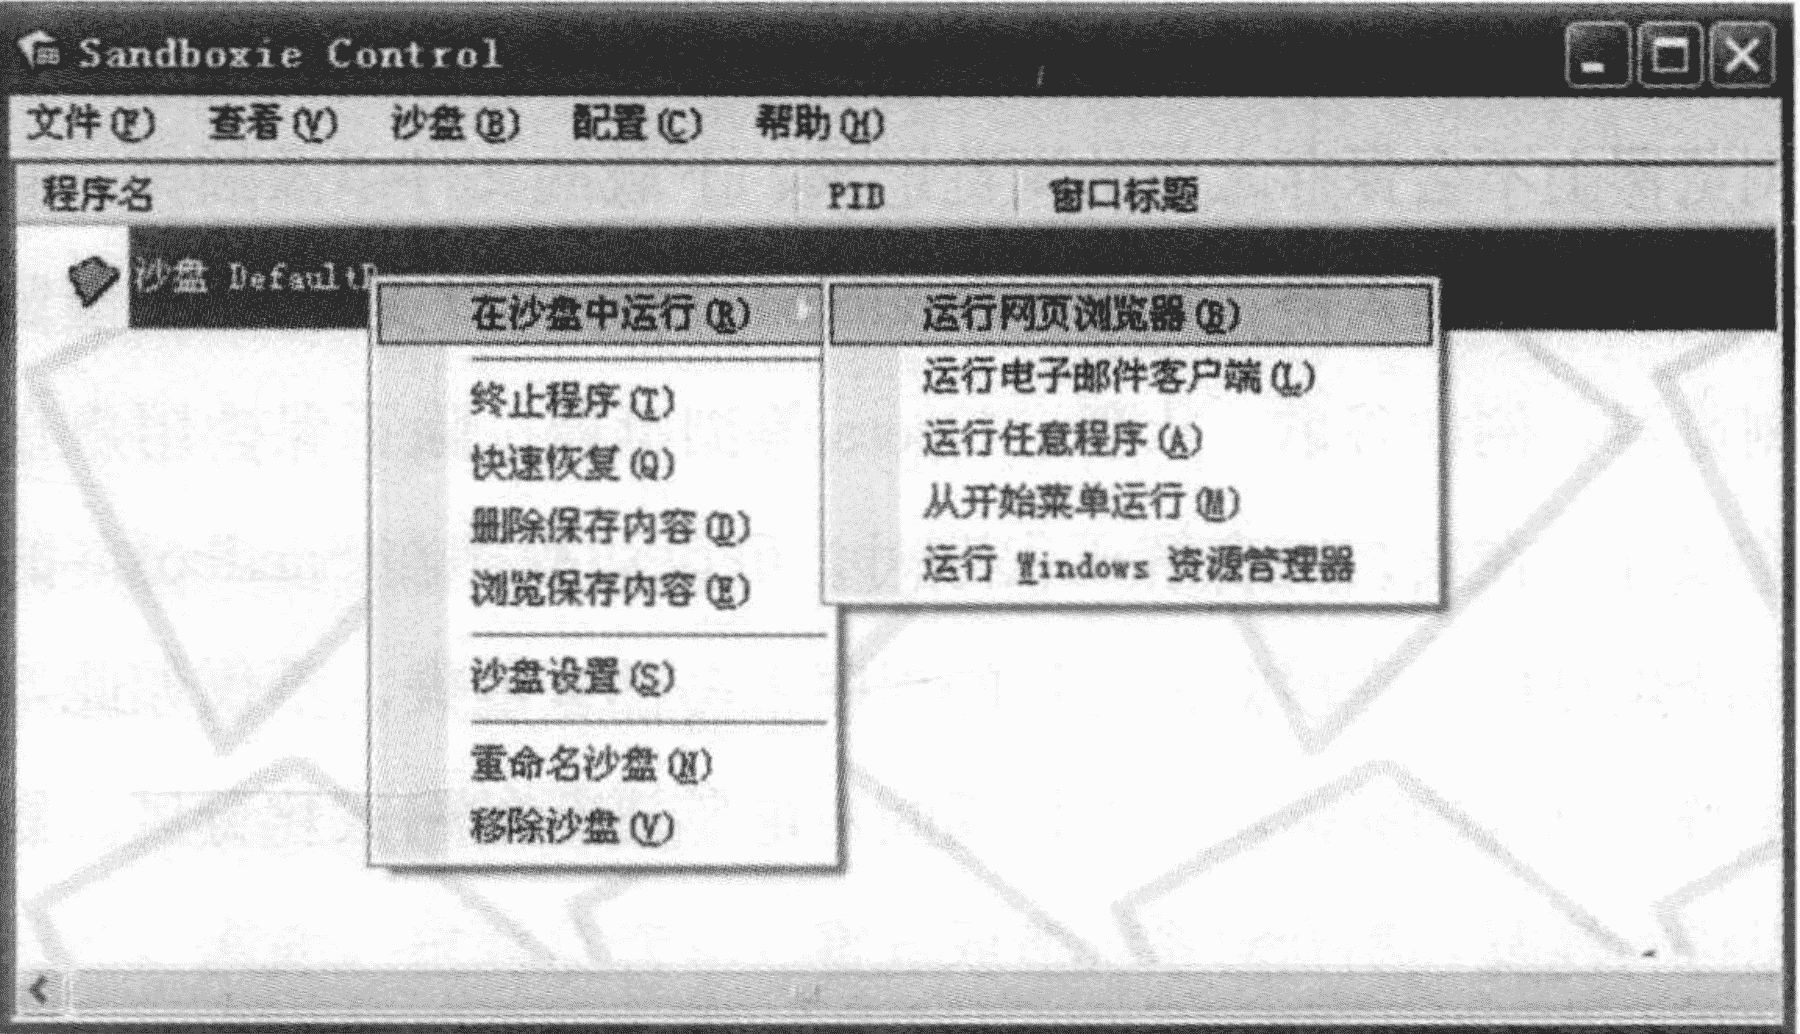 Sandboxie Control
文件(F) 查看(V) 沙盘(B) 配置(C) 帮助(H)
程序名 PID 窗口标题
沙盘 Default
在沙盘中运行(R)
终止程序(T)
快速恢复(Q)
删除保存内容(D)
浏览保存内容(E)
沙盘设置(S)
重命名沙盘(N)
移除沙盘(V)
运行网页浏览器(B)
运行电子邮件客户端(L)
运行任意程序(A)
从开始菜单运行(M)
运行 Windows 资源管理器